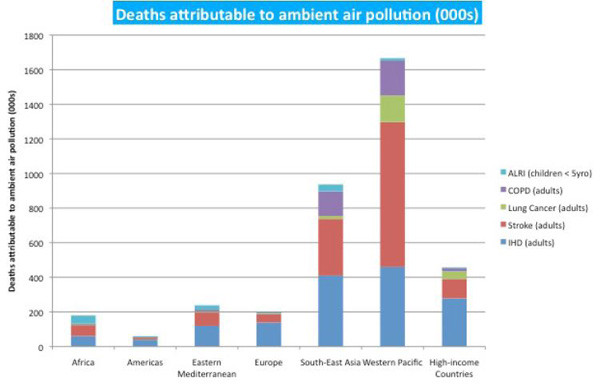 Deaths attributable to ambient air pollution (000s)
Deaths attributable to ambient air pollution (000s)
1800
1600
1400
1200
1000
800
600
400
200
0
Africa
Americas
Eastern
Mediterranean
Europe
South-East Asia
Western Pacific
High-income
Countries
ALRI (children < 5yro)
COPD (adults)
Lung Cancer (adults)
Stroke (adults)
IHD (adults)